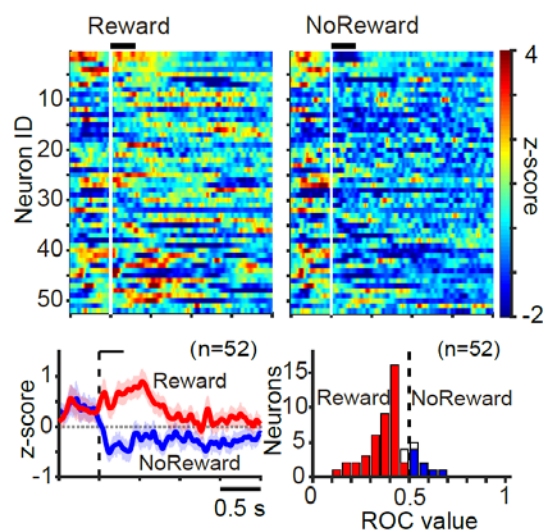 Reward NoReward
4
10
20
30
40
50
Neuron ID
z-score
-2
(n=52)
1
0
-1
z-score
Reward
NoReward
0.5 s
(n=52)
15
10
5
0
Neurons
Reward
NoReward
0 0.5 1
ROC value